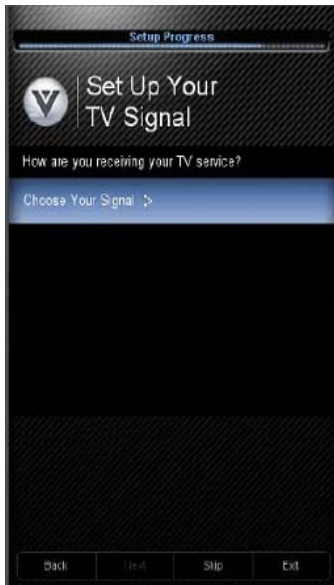 Setup Progress
Set Up Your
TV Signal
How are you receiving your TV service?
Choose Your Signal >
Back Next Skip Exit